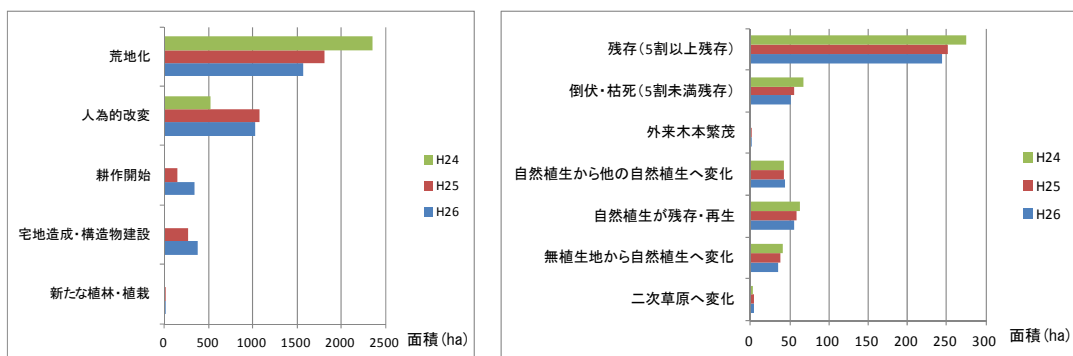 荒地化
人為的改変
耕作開始
宅地造成・構造物建設
新たな植林・植栽
0 500 1000 1500 2000 2500
面積(ha)
H24
H25
H26
残存(5割以上残存)
倒伏・枯死(5割未満残存)
外来木本繁茂
自然植生から他の自然植生へ変化
自然植生が残存・再生
無植生地から自然植生へ変化
二次草原へ変化
0 50 100 150 200 250 300
面積(ha)
H24
H25
H26